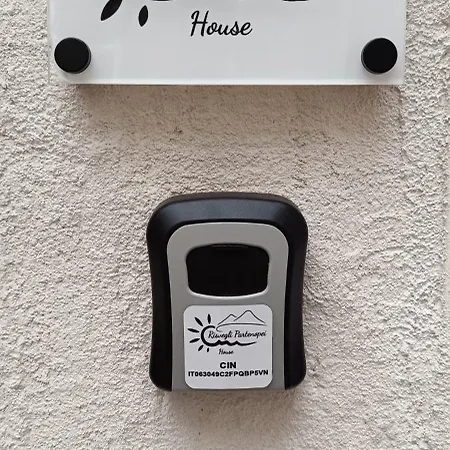 House
Risvegli Partenopei
House
CIN
IT063049C2FPQBP5VN